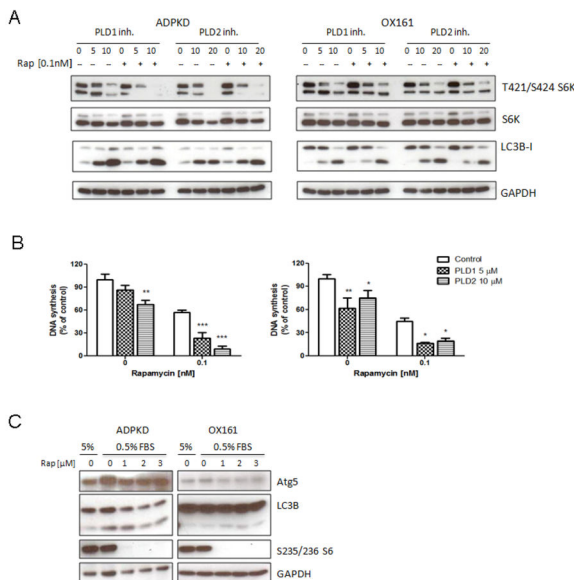 A
ADPKD
OX161
PLD1 inh. PLD2 inh. PLD1 inh. PLD2 inh.
0 5 10 0 5 10 0 10 20 0 10 20 0 5 10 0 5 10 0 10 20 0 10 20
Rap [0.1nM] – – – + + + – – – + + + – – – + + + – – – + + +
T421/S424 S6K
S6K
LC3B-I
GAPDH
B
DNA synthesis
(% of control)
120
90
60
30
0
**
***
***
0 0.1
Rapamycin [nM]
DNA synthesis
(% of control)
120
90
60
30
0
**
*
*
*
0 0.1
Rapamycin [nM]
Control
PLD1 5 µM
PLD2 10 µM
C
ADPKD OX161
5% 0.5% FBS 5% 0.5% FBS
Rap [µM] 0 0 1 2 3 0 0 1 2 3
Atg5
LC3B
S235/236 S6
GAPDH